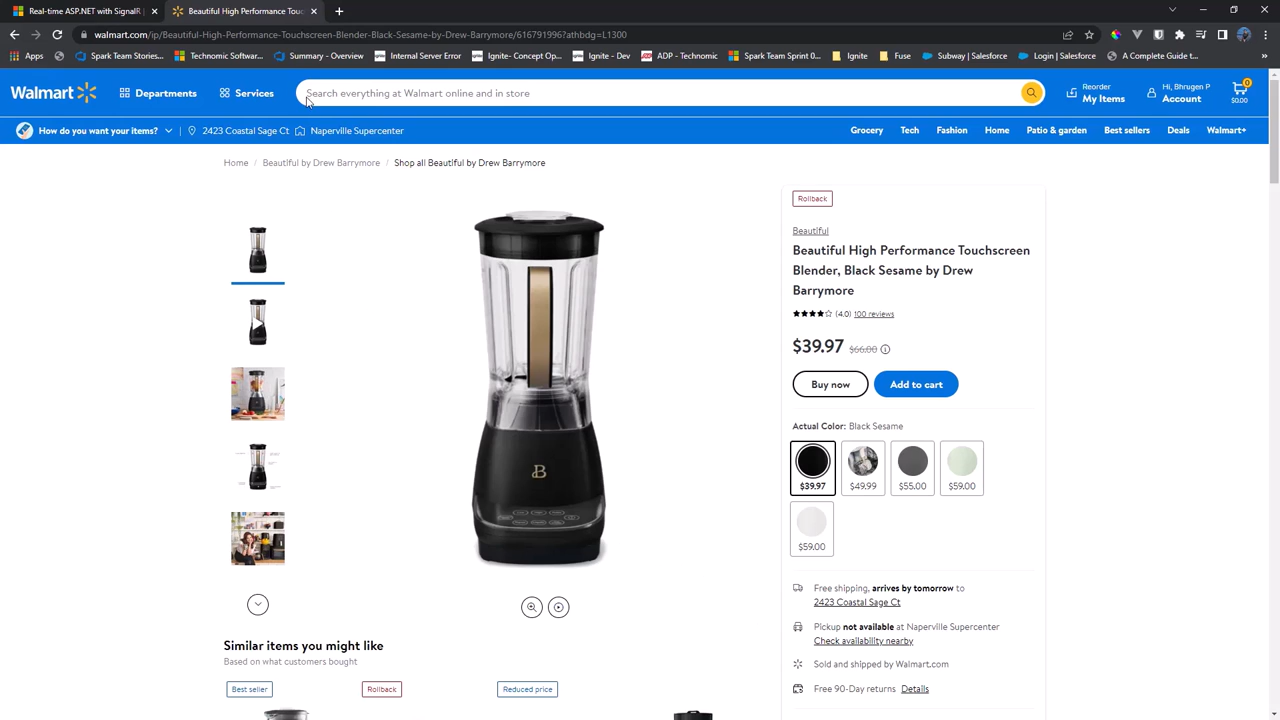 Real-time ASP.NET with SignalR |
Beautiful High Performance Touc
walmart.com/ip/Beautiful-High-Performance-Touchscreen-Blender-Black-Sesame-by-Drew-Barrymore/616791996?athbdg=L1300
Apps
Spark Team Stories...
Technomic Softwar...
Summary - Overview
Internal Server Error
Ignite- Concept Op...
Ignite - Dev
ADP - Technomic
Spark Team Sprint 0...
Ignite
Fuse
Subway | Salesforce
Login | Salesforce
A Complete Guide t...
Walmart
Departments
Services
Search everything at Walmart online and in store
Reorder
My Items
Hi, Bhrugen P
Account
0
$0.00
How do you want your items?
2423 Coastal Sage Ct
Naperville Supercenter
Grocery
Tech
Fashion
Home
Patio & garden
Best sellers
Deals
Walmart+
Home / Beautiful by Drew Barrymore / Shop all Beautiful by Drew Barrymore
Rollback
Beautiful
Beautiful High Performance Touchscreen
Blender, Black Sesame by Drew
Barrymore
(4.0) 100 reviews
$39.97 $66.00
Buy now
Add to cart
Actual Color: Black Sesame
$39.97
$49.99
$55.00
$59.00
$59.00
B
Free shipping, arrives by tomorrow to
2423 Coastal Sage Ct
Pickup not available at Naperville Supercenter
Check availability nearby
Sold and shipped by Walmart.com
Free 90-Day returns Details
Similar items you might like
Based on what customers bought
Best seller
Rollback
Reduced price